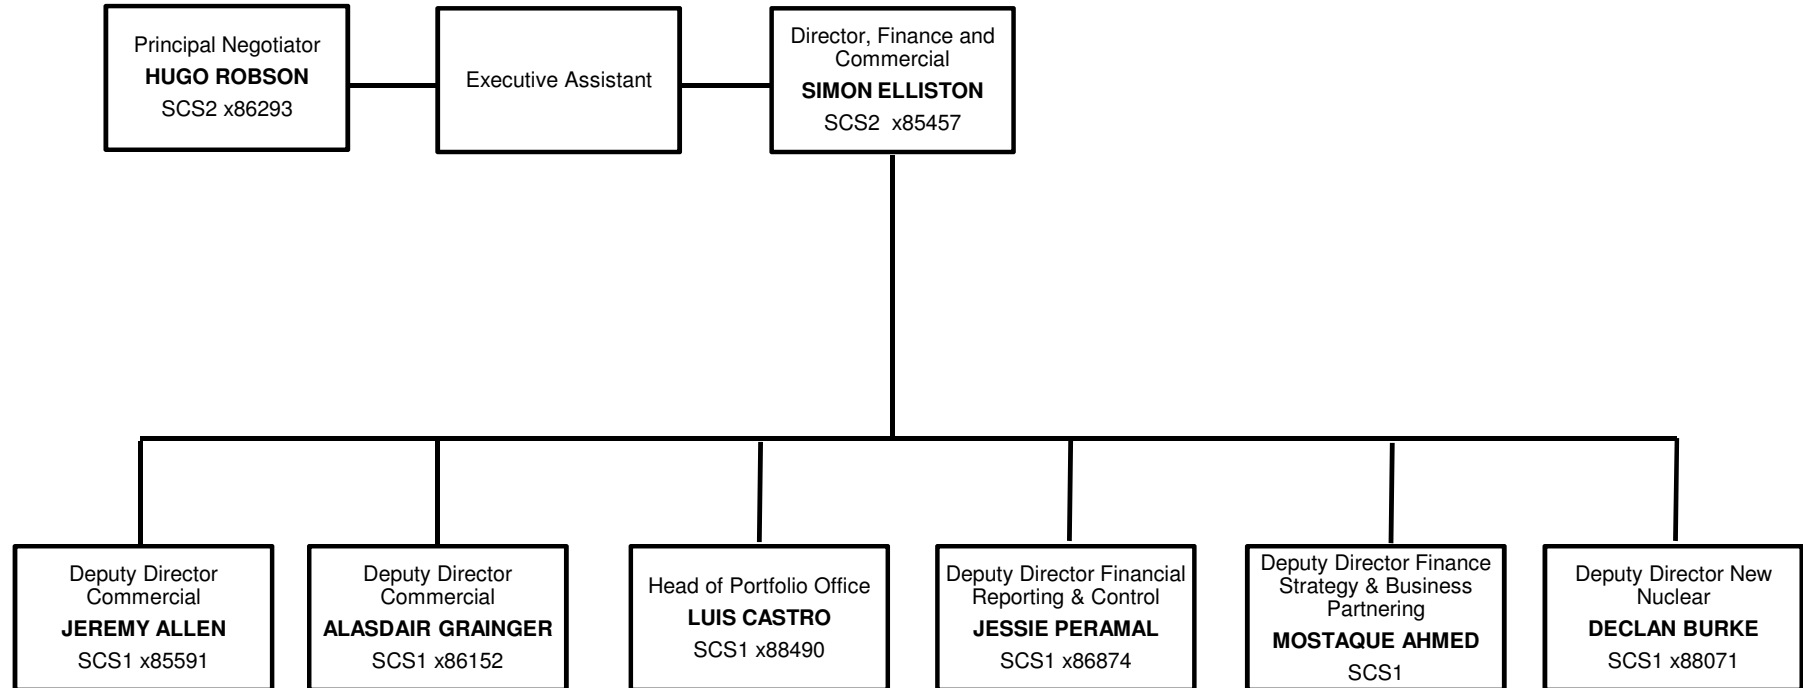 Principal Negotiator
HUGO ROBSON
SCS2 x86293
Executive Assistant
Director, Finance and
Commercial
SIMON ELLISTON
SCS2 x85457
Deputy Director
Commercial
JEREMY ALLEN
SCS1 x85591
Deputy Director
Commercial
ALASDAIR GRAINGER
SCS1 x86152
Head of Portfolio Office
LUIS CASTRO
SCS1 x88490
Deputy Director Financial
Reporting & Control
JESSIE PERAMAL
SCS1 x86874
Deputy Director Finance
Strategy & Business
Partnering
MOSTAQUE AHMED
SCS1
Deputy Director New
Nuclear
DECLAN BURKE
SCS1 x88071